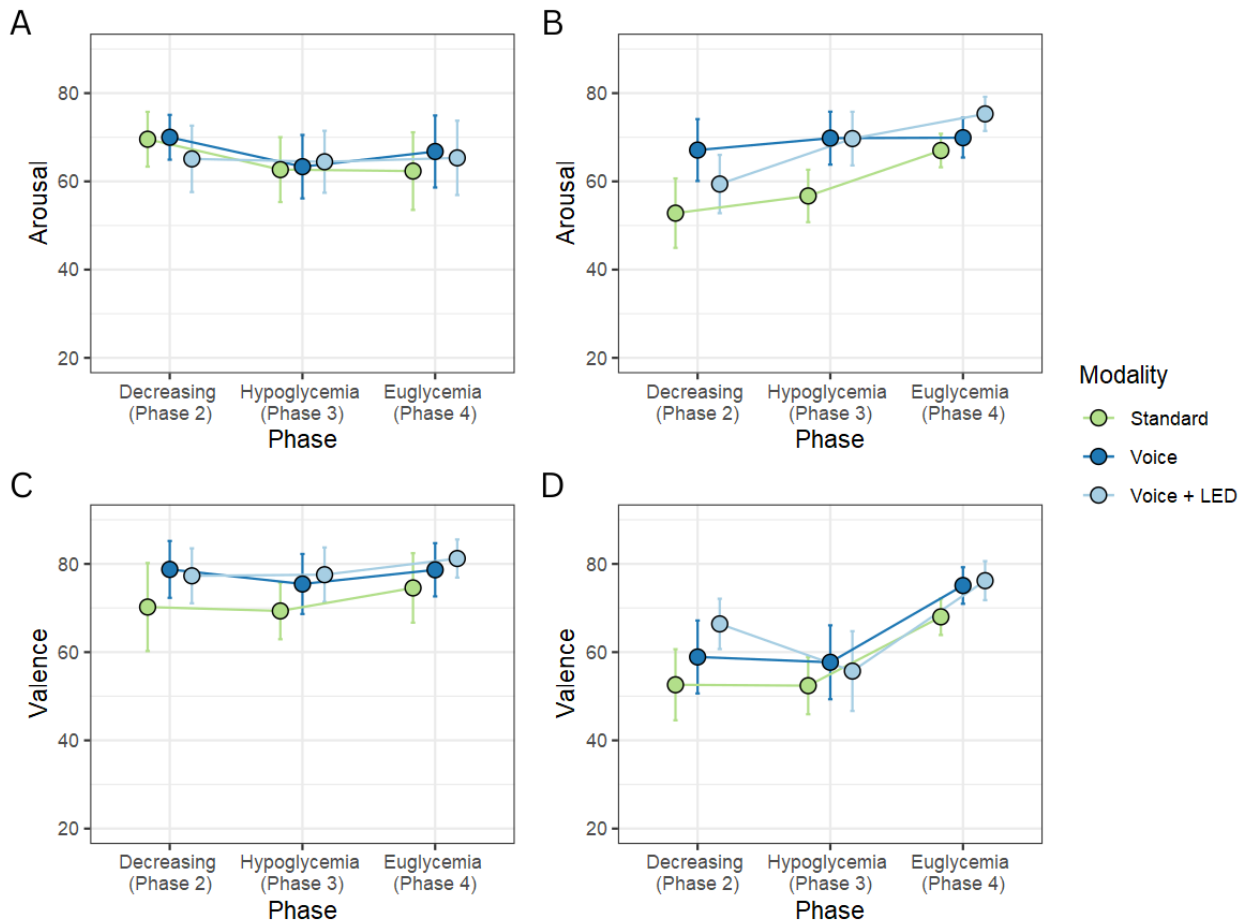 A
Arousal
80
60
40
20
Decreasing
(Phase 2)
Hypoglycemia
(Phase 3)
Euglycemia
(Phase 4)
Phase
B
Arousal
80
60
40
20
Decreasing
(Phase 2)
Hypoglycemia
(Phase 3)
Euglycemia
(Phase 4)
Phase
C
Valence
80
60
40
20
Decreasing
(Phase 2)
Hypoglycemia
(Phase 3)
Euglycemia
(Phase 4)
Phase
D
Valence
80
60
40
20
Decreasing
(Phase 2)
Hypoglycemia
(Phase 3)
Euglycemia
(Phase 4)
Phase
Modality
Standard
Voice
Voice + LED